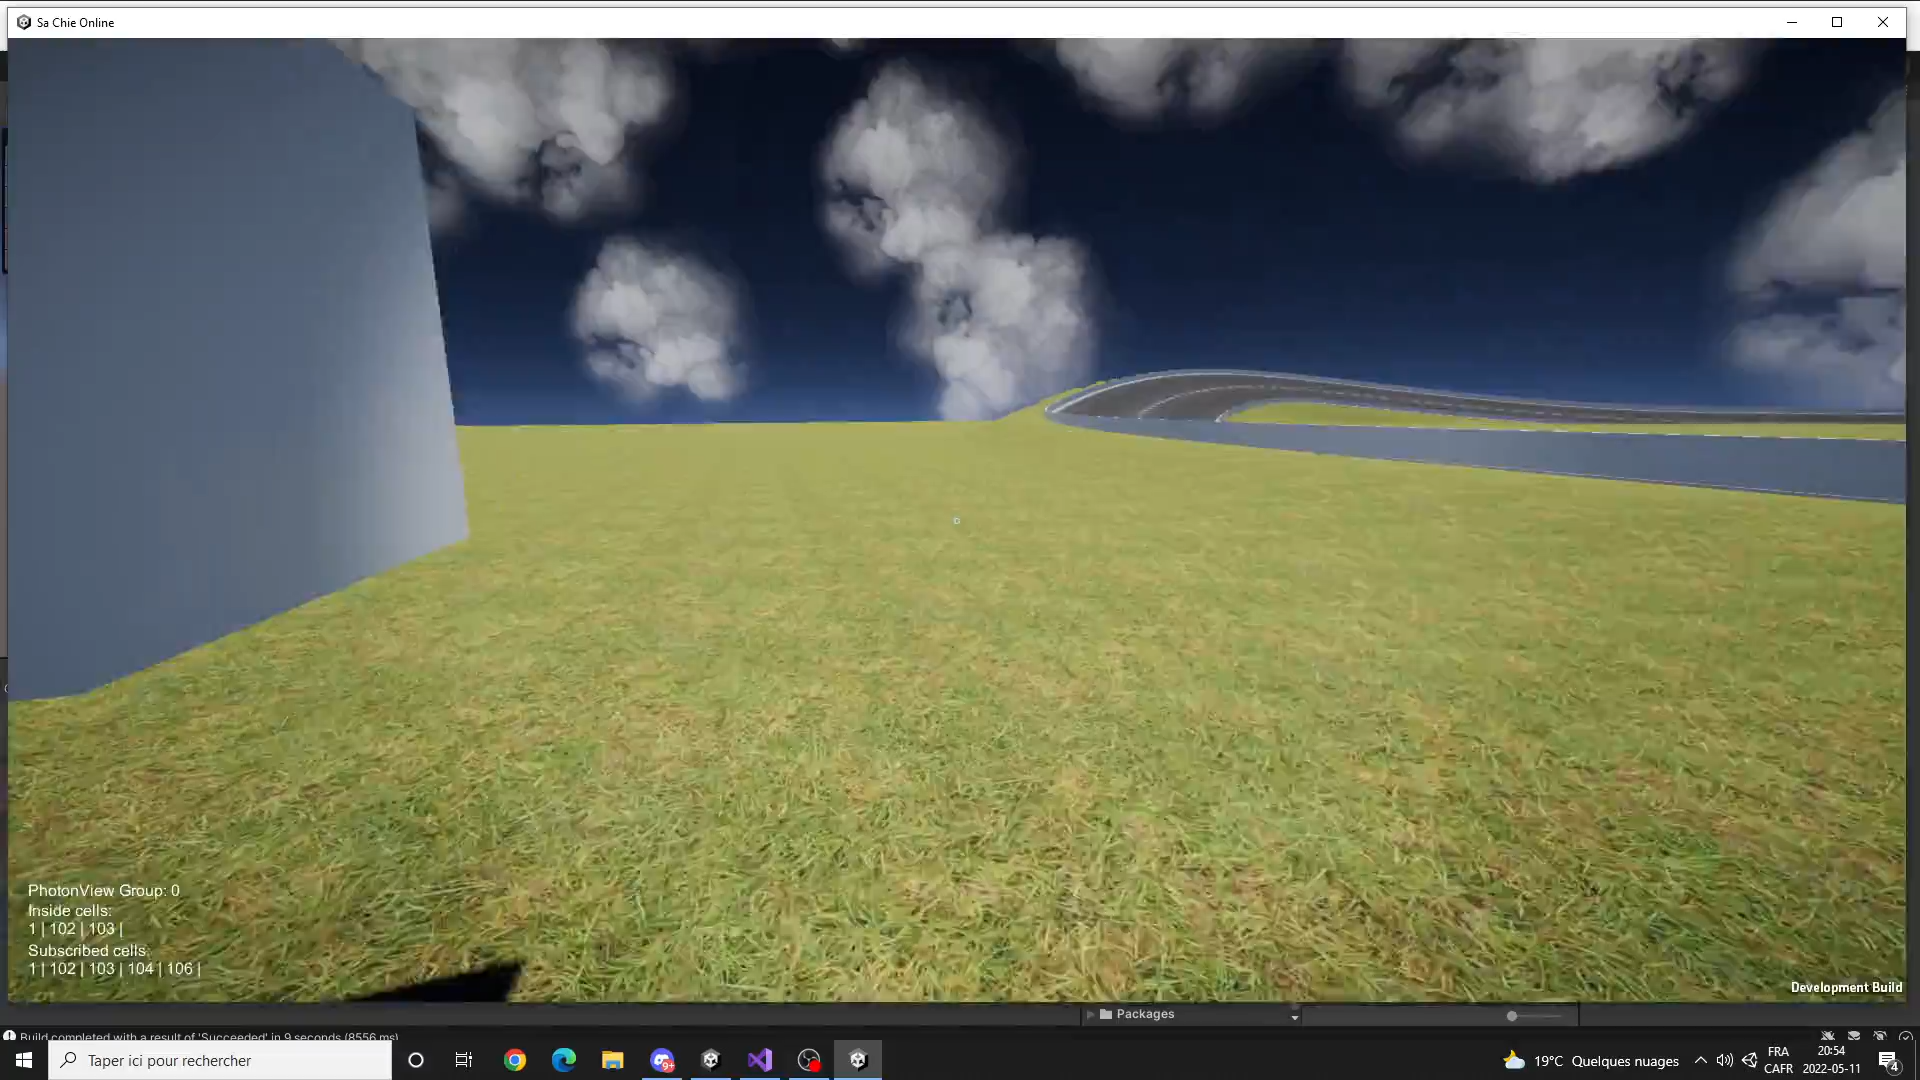 Sa Chie Online
PhotonView Group: 0
Inside cells:
1 | 102 | 103 |
Subscribed cells:
1 | 102 | 103 | 104 | 106 |
Development Build
Packages
Build completed with a result of 'Succeeded' in 9 seconds (8556 ms)
Taper ici pour rechercher
9+
19°C Quelques nuages
FRA
CAFR
20:54
2022-05-11
4